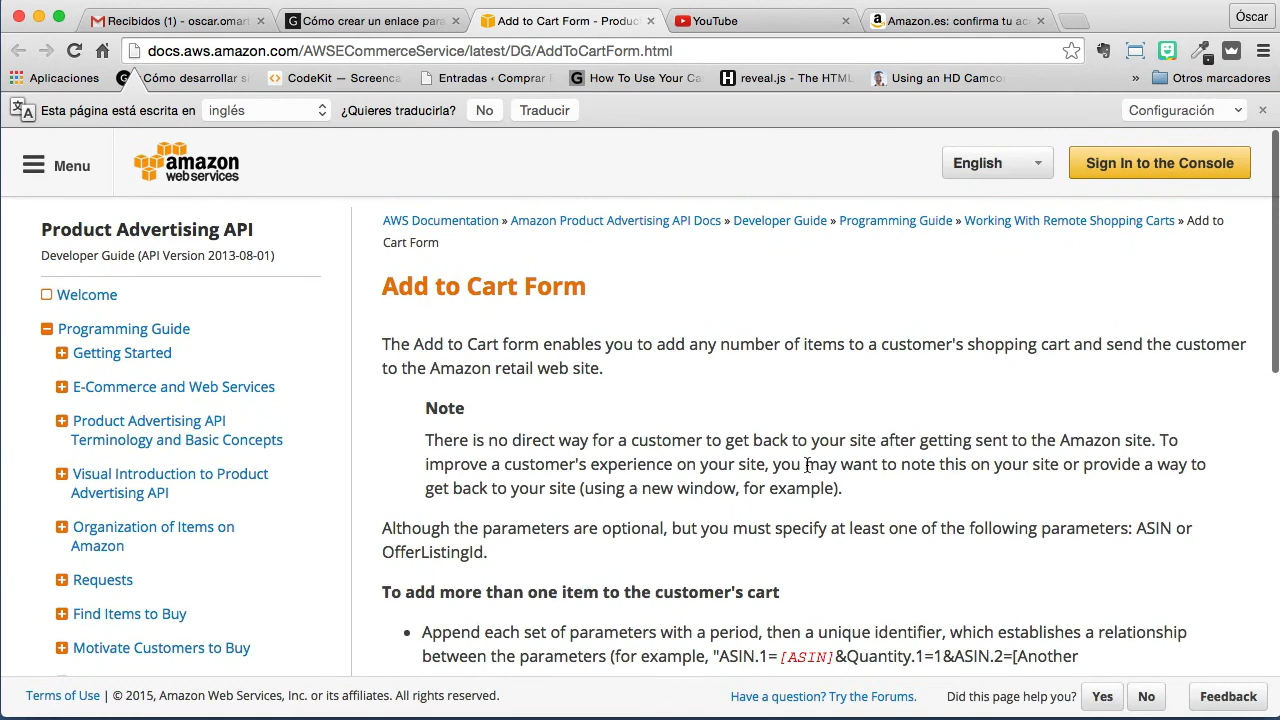 Recibidos (1) - oscar.omar
Cómo crear un enlace para
Add to Cart Form - Produc
YouTube
Amazon.es: confirma tu ac
Óscar
docs.aws.amazon.com/AWSECommerceService/latest/DG/AddToCartForm.html
Aplicaciones
Cómo desarrollar s
CodeKit — Screenca
Entradas ‹ Comprar
How To Use Your Ca
reveal.js - The HTML
Using an HD Camco
»
Otros marcadores
Esta página está escrita en
inglés
¿Quieres traducirla?
No
Traducir
Configuración
Menu
amazon
web services
English
Sign In to the Console
Product Advertising API
Developer Guide (API Version 2013-08-01)
Welcome
Programming Guide
Getting Started
E-Commerce and Web Services
Product Advertising API
Terminology and Basic Concepts
Visual Introduction to Product
Advertising API
Organization of Items on
Amazon
Requests
Find Items to Buy
Motivate Customers to Buy
AWS Documentation » Amazon Product Advertising API Docs » Developer Guide » Programming Guide » Working With Remote Shopping Carts » Add to
Cart Form
Add to Cart Form
The Add to Cart form enables you to add any number of items to a customer's shopping cart and send the customer
to the Amazon retail web site.
Note
There is no direct way for a customer to get back to your site after getting sent to the Amazon site. To
improve a customer's experience on your site, you may want to note this on your site or provide a way to
get back to your site (using a new window, for example).
Although the parameters are optional, but you must specify at least one of the following parameters: ASIN or
OfferListingId.
To add more than one item to the customer's cart
• Append each set of parameters with a period, then a unique identifier, which establishes a relationship
between the parameters (for example, "ASIN.1=[ASIN]&Quantity.1=1&ASIN.2=[Another
Terms of Use | © 2015, Amazon Web Services, Inc. or its affiliates. All rights reserved.
Have a question? Try the Forums.
Did this page help you?
Yes
No
Feedback